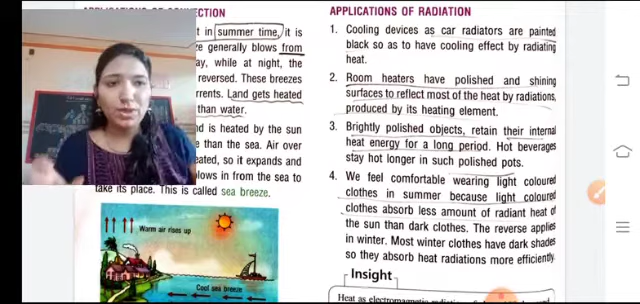 APPLICATIONS OF CONVECTION
t in summer time, it is
ze generally blows from
ay, while at night, the
reversed. These breezes
rrents. Land gets heated
than water.
nd is heated by the sun
e than the sea. Air over
eated, so it expands and
lows in from the sea to
take its place. This is called sea breeze.
Warm air rises up
Cool sea breeze
APPLICATIONS OF RADIATION
1. Cooling devices as car radiators are painted
black so as to have cooling effect by radiating
heat.
2. Room heaters have polished and shining
surfaces to reflect most of the heat by radiations,
produced by its heating element.
3. Brightly polished objects, retain their internal
heat energy for a long period. Hot beverages
stay hot longer in such polished pots.
4. We feel comfortable wearing light coloured
clothes in summer because light coloured
clothes absorb less amount of radiant heat of
the sun than dark clothes. The reverse applies
in winter. Most winter clothes have dark shades
so they absorb heat radiations more efficiently.
Insight
Heat as electromagnetic